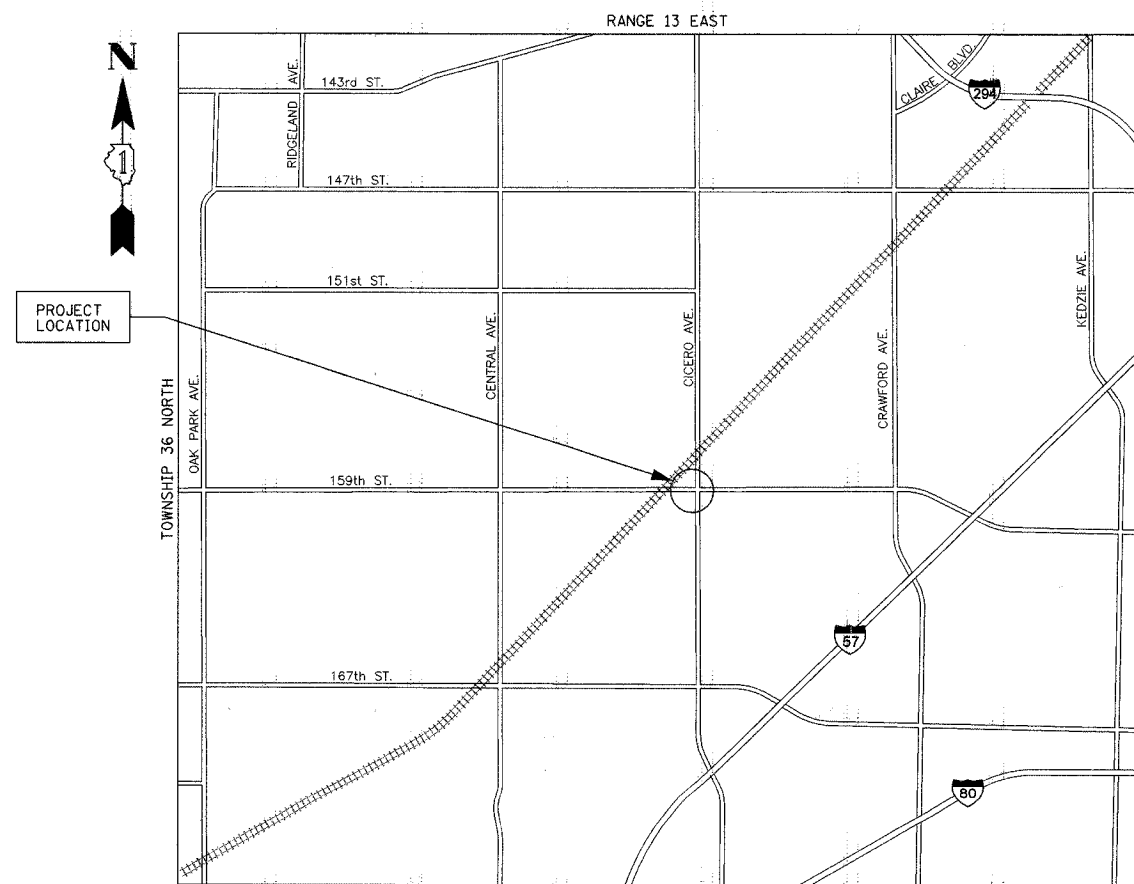 RANGE 13 EAST
N
1
143rd ST.
RIDGELAND AVE.
CLAIRE BLVD.
294
147th ST.
151st ST.
PROJECT
LOCATION
TOWNSHIP 36 NORTH
OAK PARK AVE.
CENTRAL AVE.
CICERO AVE.
CRAWFORD AVE.
KEDZIE AVE.
159th ST.
57
167th ST.
80